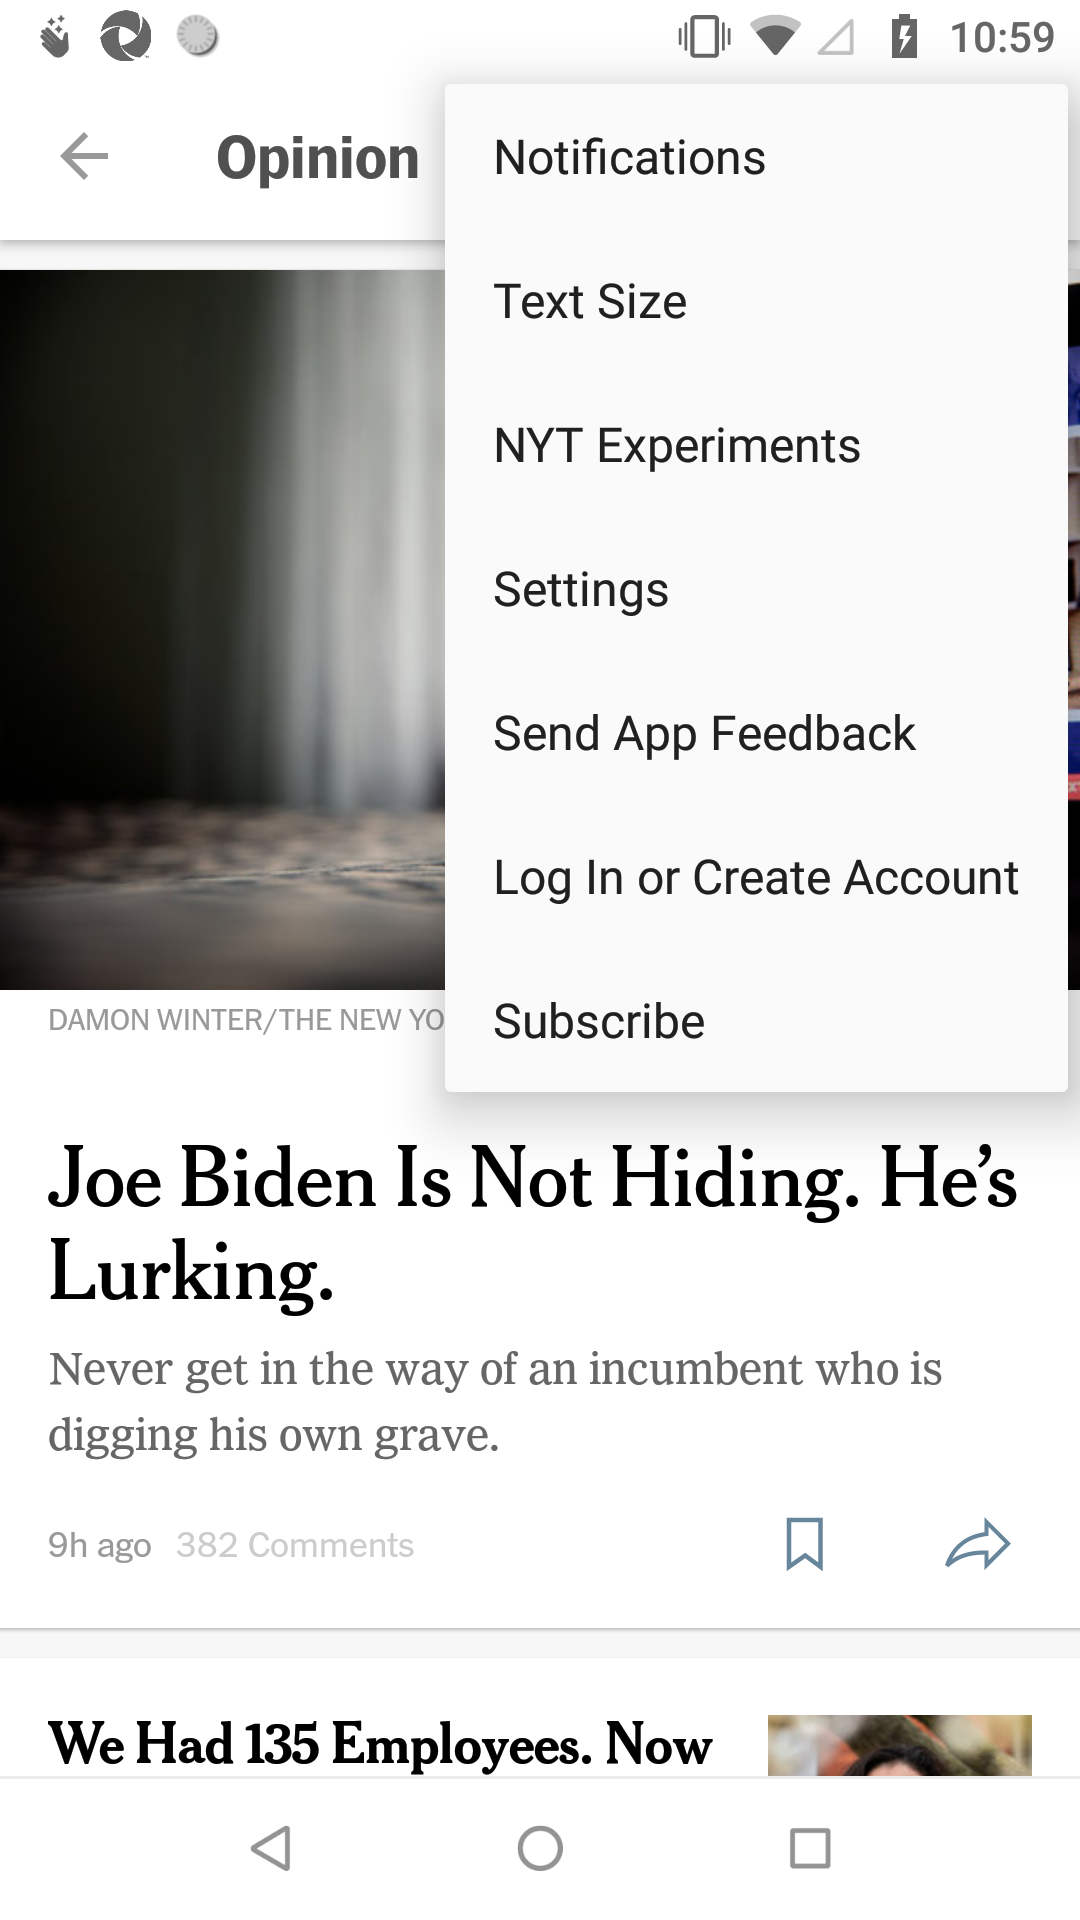 10:59
Opinion
Notifications
Text Size
NYT Experiments
Settings
Send App Feedback
Log In or Create Account
Subscribe
DAMON WINTER/THE NEW YO
Joe Biden Is Not Hiding. He’s
Lurking.
Never get in the way of an incumbent who is
digging his own grave.
9h ago 382 Comments
We Had 135 Employees. Now